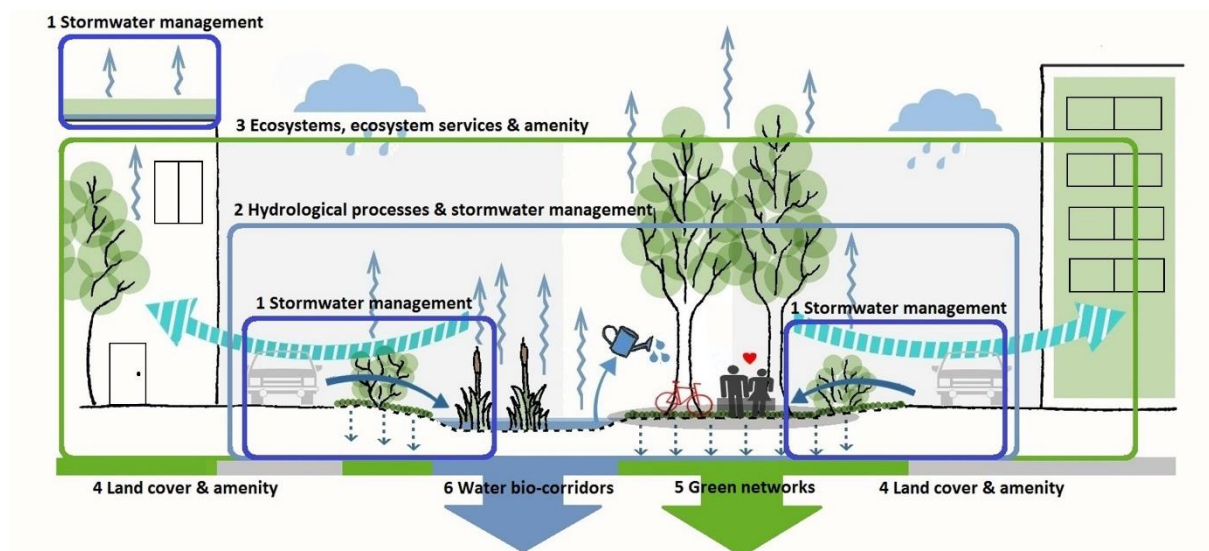 1 Stormwater management
3 Ecosystems, ecosystem services & amenity
2 Hydrological processes & stormwater management
1 Stormwater management
1 Stormwater management
4 Land cover & amenity
6 Water bio-corridors
5 Green networks
4 Land cover & amenity